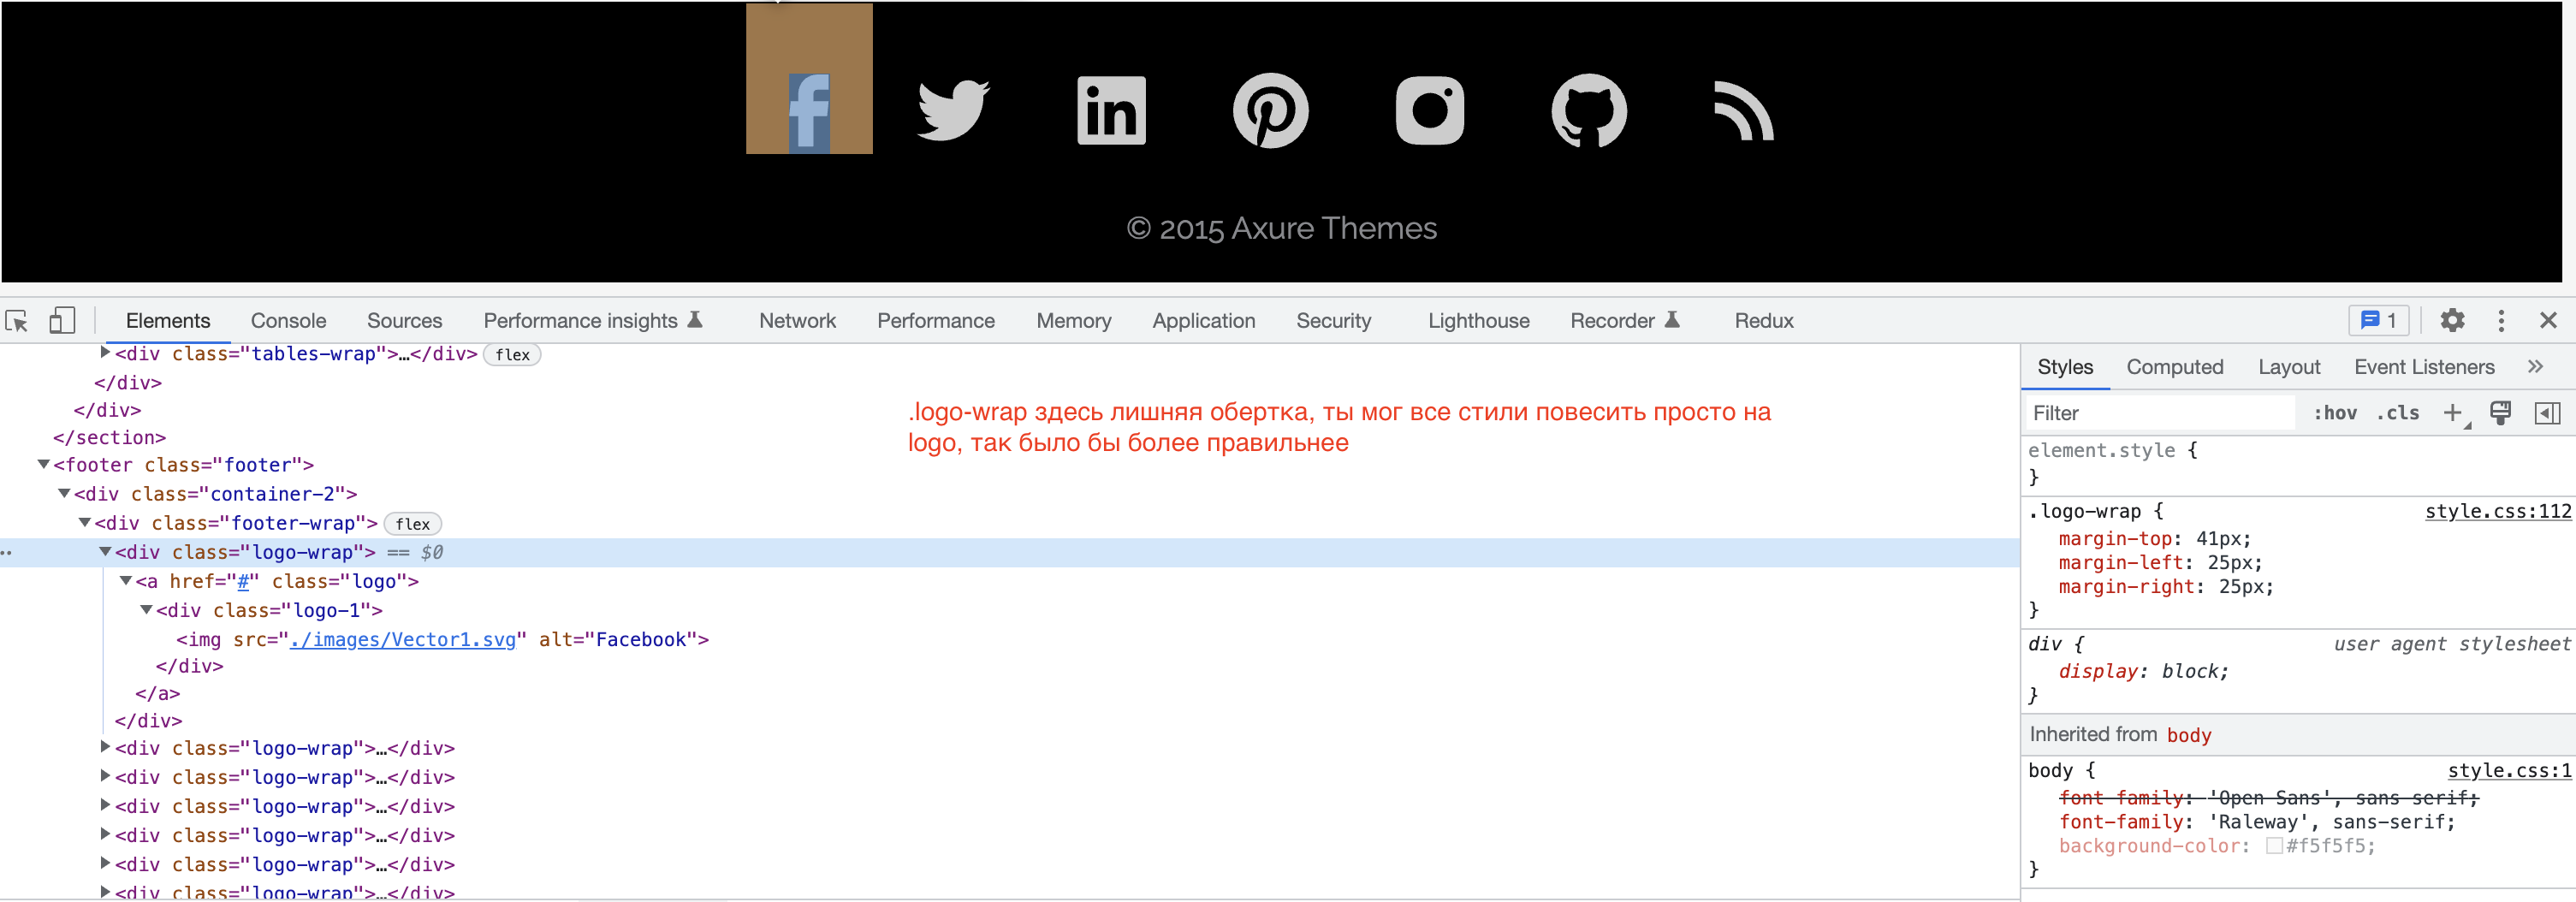 © 2015 Axure Themes
Elements Console Sources Performance insights Network Performance Memory Application Security Lighthouse Recorder Redux 1
<div class="tables-wrap">…</div> flex
</div>
</div>
</section>
<footer class="footer">
<div class="container-2">
<div class="footer-wrap"> flex
<div class="logo-wrap"> == $0
<a href="#" class="logo">
<div class="logo-1">
<img src="./images/Vector1.svg" alt="Facebook">
</div>
</a>
</div>
<div class="logo-wrap">…</div>
<div class="logo-wrap">…</div>
<div class="logo-wrap">…</div>
<div class="logo-wrap">…</div>
<div class="logo-wrap">…</div>
<div class="logo-wrap">…</div>
.logo-wrap здесь лишняя обертка, ты мог все стили повесить просто на
logo, так было бы более правильнее
Styles Computed Layout Event Listeners »
Filter :hov .cls +
element.style {
}
.logo-wrap { style.css:112
margin-top: 41px;
margin-left: 25px;
margin-right: 25px;
}
div { user agent stylesheet
display: block;
}
Inherited from body
body { style.css:1
font-family: 'Open Sans', sans-serif;
font-family: 'Raleway', sans-serif;
background-color: #f5f5f5;
}